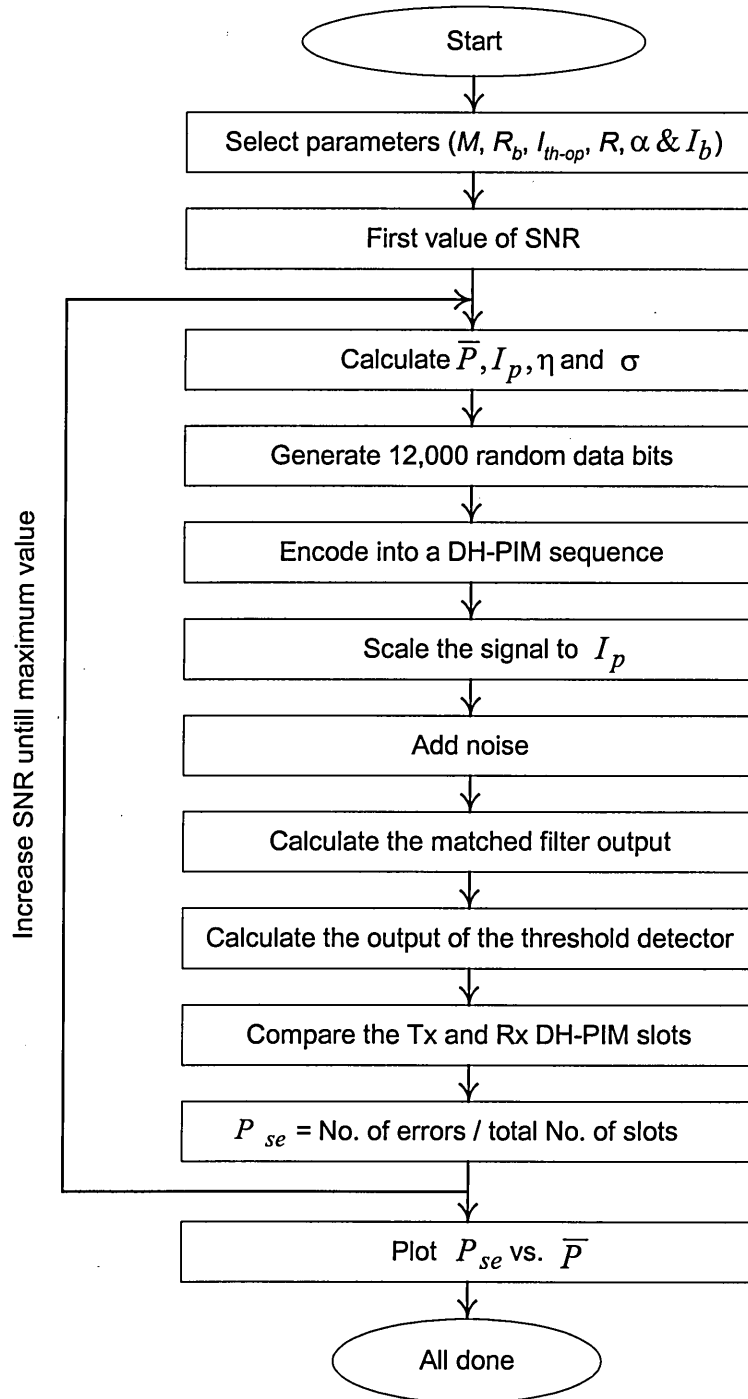 Start
Select parameters (M, R_b, I_th-op, R, α & I_b)
First value of SNR
Calculate P̅, I_p, η and σ
Generate 12,000 random data bits
Encode into a DH-PIM sequence
Scale the signal to I_p
Add noise
Calculate the matched filter output
Calculate the output of the threshold detector
Compare the Tx and Rx DH-PIM slots
P_se = No. of errors / total No. of slots
Plot P_se vs. P̅
All done
Increase SNR untill maximum value